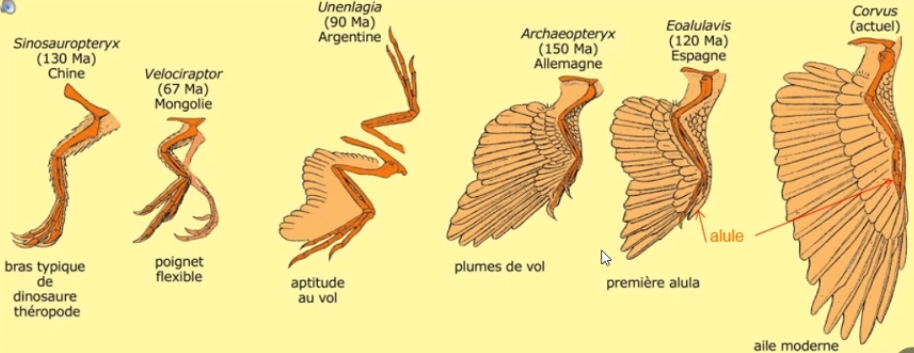 Sinosauropteryx
(130 Ma)
Chine
Velociraptor
(67 Ma)
Mongolie
Unenlagia
(90 Ma)
Argentine
Archaeopteryx
(150 Ma)
Allemagne
Eoalulavis
(120 Ma)
Espagne
Corvus
(actuel)
bras typique
de
dinosaure
théropode
poignet
flexible
aptitude
au vol
plumes de vol
première alula
alule
aile moderne